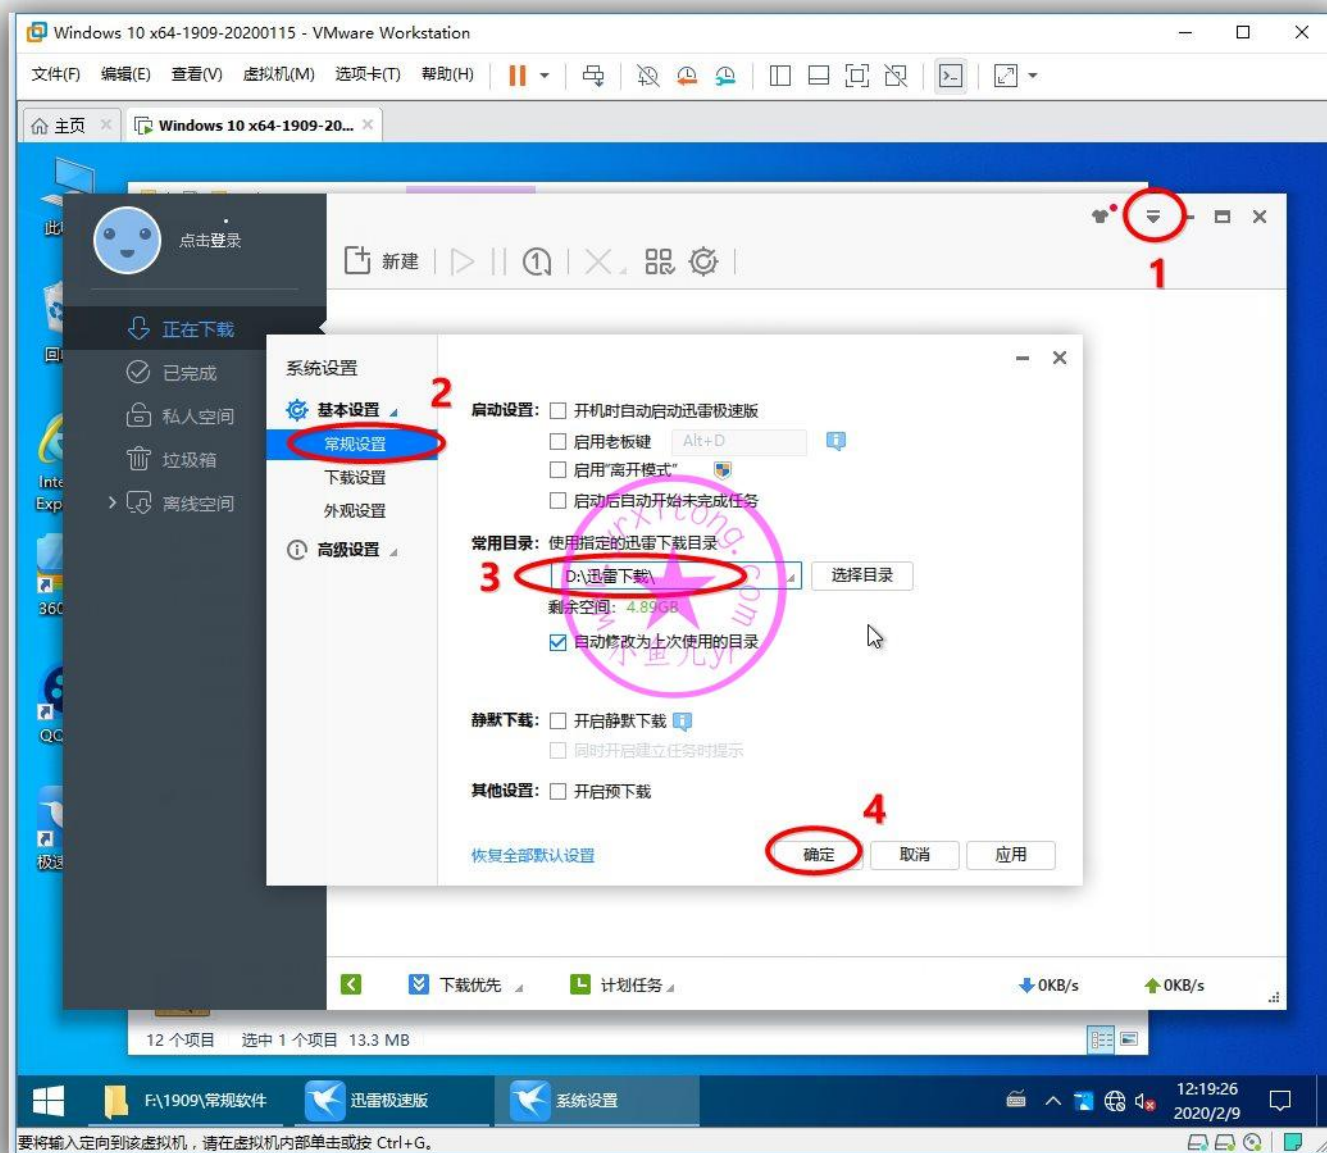 Windows 10 x64-1909-20200115 - VMware Workstation
文件(F) 编辑(E) 查看(V) 虚拟机(M) 选项卡(T) 帮助(H)
主页 Windows 10 x64-1909-20...
点击登录
新建
1
正在下载
已完成
私人空间
垃圾箱
离线空间
系统设置
2
基本设置
常规设置
下载设置
外观设置
高级设置
启动设置: 开机时自动启动迅雷极速版
启用老板键 Alt+D
启用"离开模式"
启动后自动开始未完成任务
常用目录: 使用指定的迅雷下载目录
3 D:\迅雷下载\ 选择目录
剩余空间: 4.89GB
自动修改为上次使用的目录
小鱼儿yr
静默下载: 开启静默下载
同时开启建立任务时提示
其他设置: 开启预下载
4
恢复全部默认设置 确定 取消 应用
Inte
Exp
360
QQ
极速
下载优先 计划任务 0KB/s 0KB/s
12 个项目 选中 1 个项目 13.3 MB
F:\1909\常规软件 迅雷极速版 系统设置 12:19:26
2020/2/9
要将输入定向到该虚拟机，请在虚拟机内部单击或按 Ctrl+G。